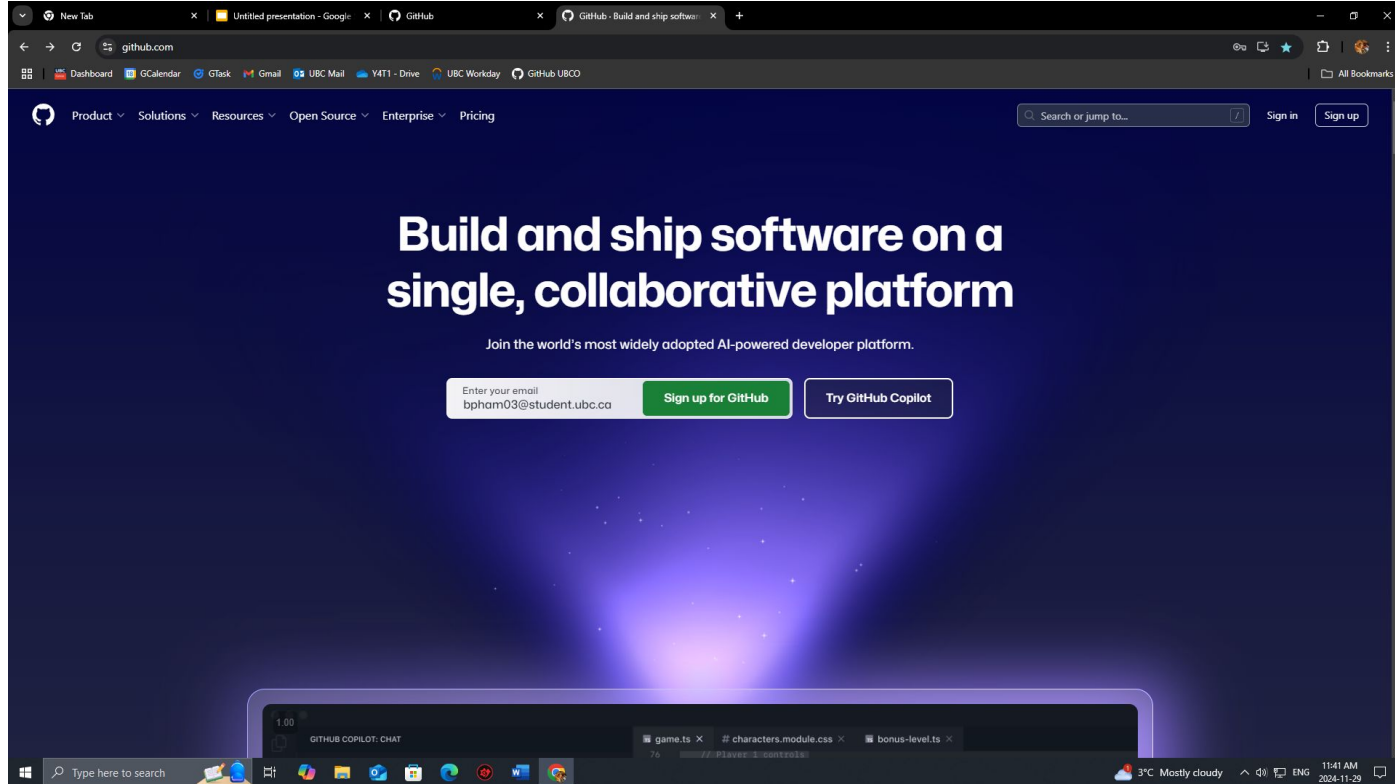 New Tab
Untitled presentation - Google
GitHub
GitHub · Build and ship softwar
github.com
Dashboard
GCalendar
GTask
Gmail
UBC Mail
Y4T1 - Drive
UBC Workday
GitHub UBCO
All Bookmarks
Product
Solutions
Resources
Open Source
Enterprise
Pricing
Search or jump to...
/
Sign in
Sign up
Build and ship software on a
single, collaborative platform
Join the world's most widely adopted AI-powered developer platform.
Enter your email
bpham03@student.ubc.ca
Sign up for GitHub
Try GitHub Copilot
1.00
GITHUB COPILOT: CHAT
game.ts
# characters.module.css
bonus-level.ts
76 // Player 1 controls
Type here to search
3°C Mostly cloudy
ENG
11:41 AM
2024-11-29